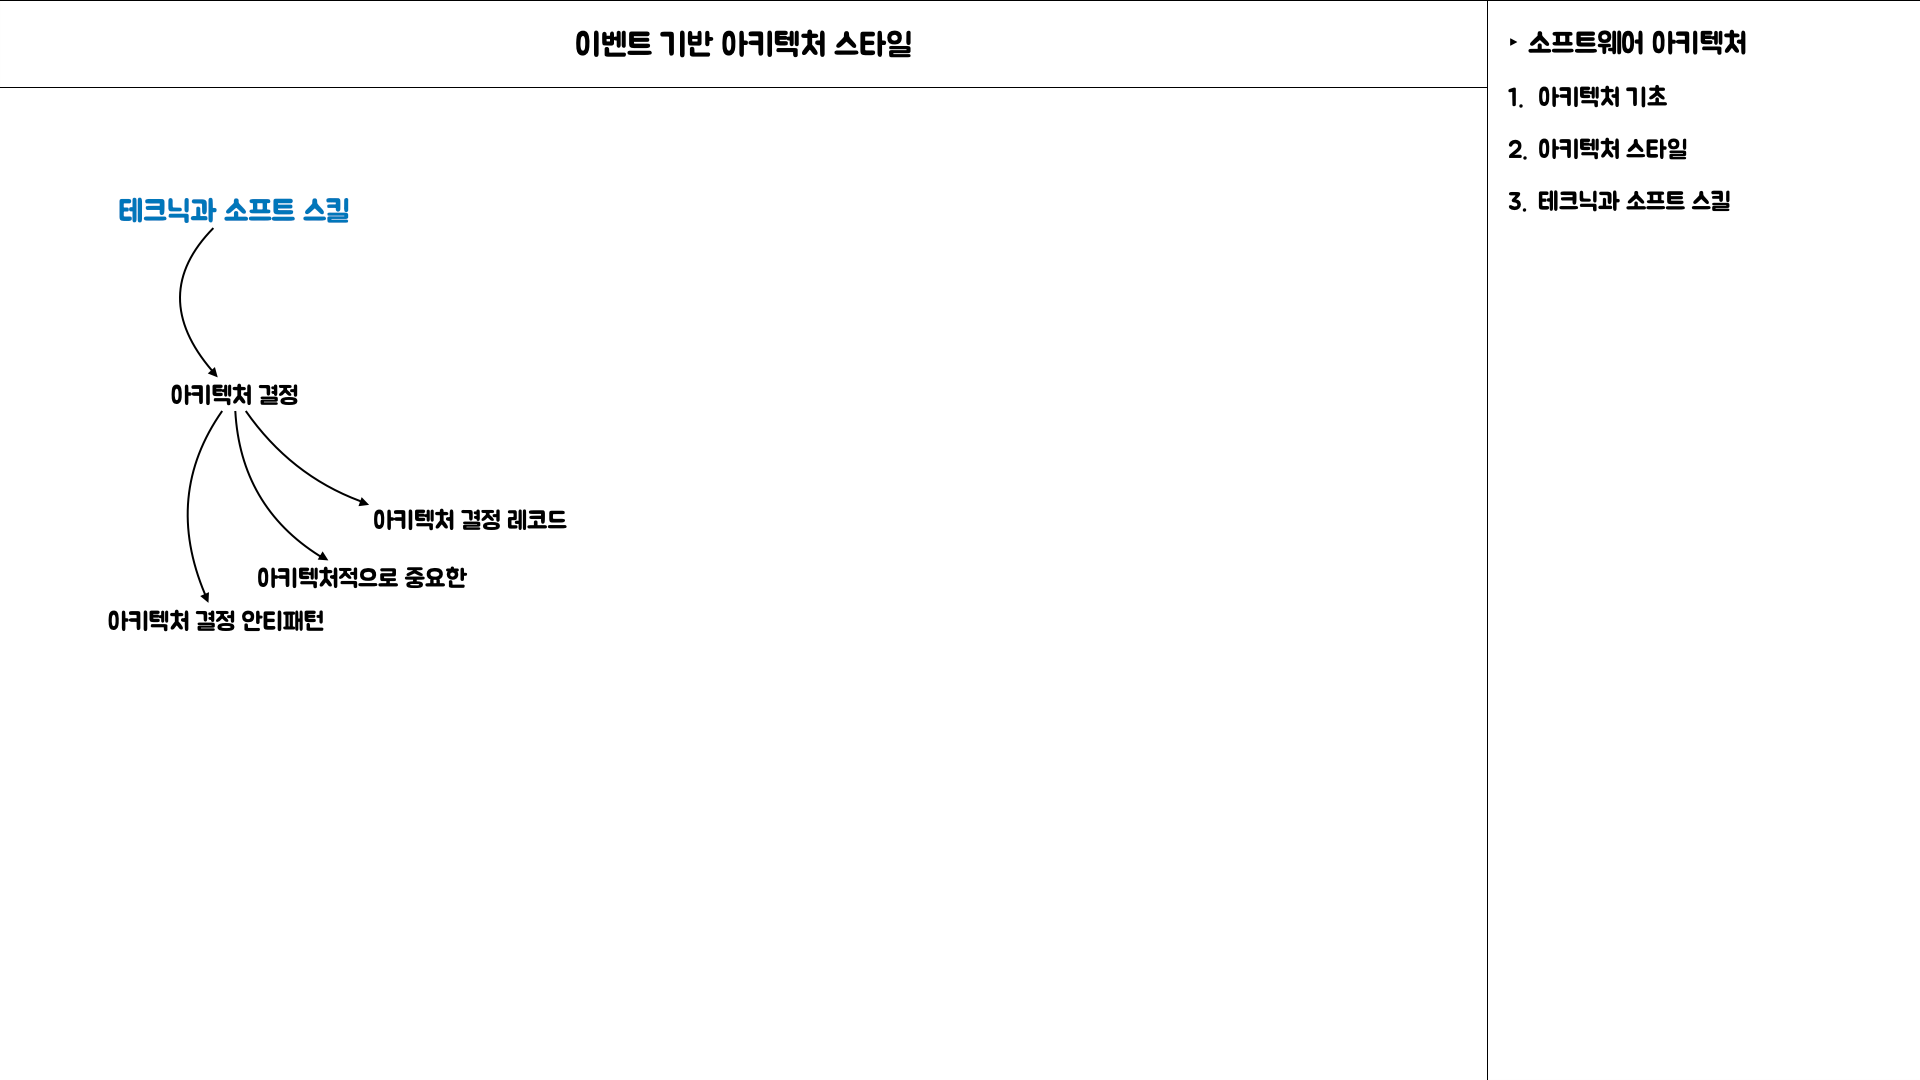 이벤트 기반 아키텍처 스타일
테크닉과 소프트 스킬
아키텍처 결정
아키텍처 결정 레코드
아키텍처적으로 중요한
아키텍처 결정 안티패턴
‣ 소프트웨어 아키텍처
1. 아키텍처 기초
2. 아키텍처 스타일
3. 테크닉과 소프트 스킬